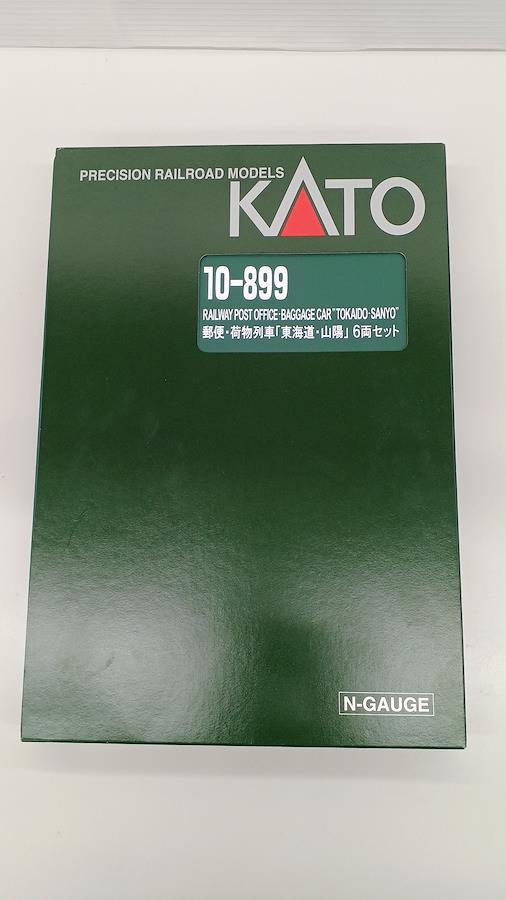 PRECISION RAILROAD MODELS
KATO
10-899
RAILWAY POST OFFICE・BAGGAGE CAR "TOKAIDO・SANYO"
郵便・荷物列車「東海道・山陽」 6両セット
N-GAUGE